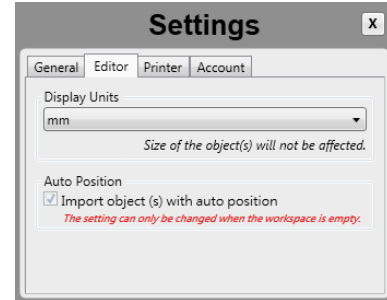 Settings
X
General Editor Printer Account
Display Units
mm
Size of the object(s) will not be affected.
Auto Position
Import object (s) with auto position
The setting can only be changed when the workspace is empty.